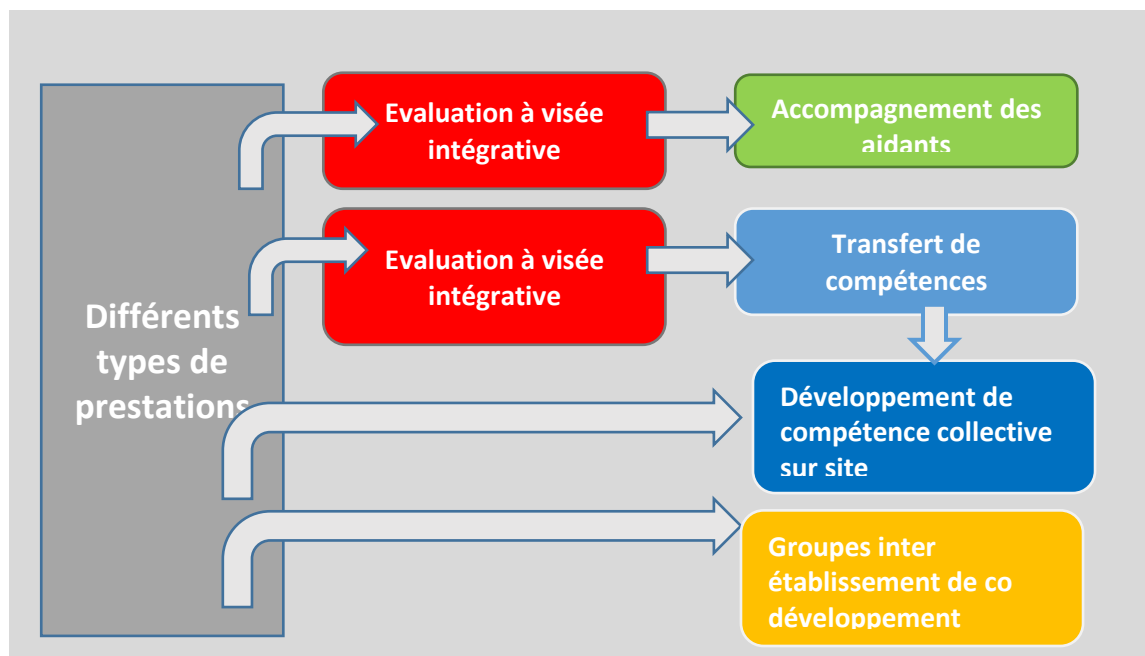 Différents
types de
prestations
Evaluation à visée
intégrative
Accompagnement des
aidants
Evaluation à visée
intégrative
Transfert de
compétences
Développement de
compétence collective
sur site
Groupes inter
établissement de co
développement